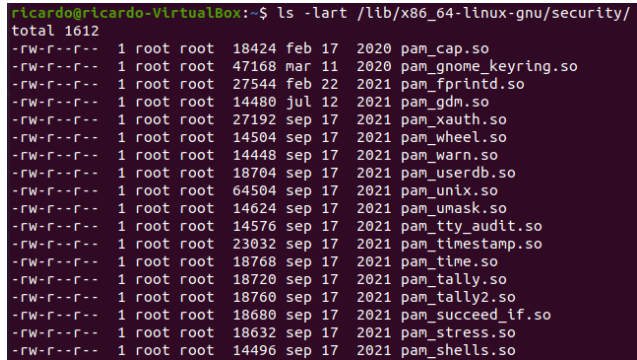 ricardo@ricardo-VirtualBox:~$ ls -lart /lib/x86_64-linux-gnu/security/
total 1612
-rw-r--r-- 1 root root 18424 feb 17 2020 pam_cap.so
-rw-r--r-- 1 root root 47168 mar 11 2020 pam_gnome_keyring.so
-rw-r--r-- 1 root root 27544 feb 22 2021 pam_fprintd.so
-rw-r--r-- 1 root root 14480 jul 12 2021 pam_gdm.so
-rw-r--r-- 1 root root 27192 sep 17 2021 pam_xauth.so
-rw-r--r-- 1 root root 14504 sep 17 2021 pam_wheel.so
-rw-r--r-- 1 root root 14448 sep 17 2021 pam_warn.so
-rw-r--r-- 1 root root 18704 sep 17 2021 pam_userdb.so
-rw-r--r-- 1 root root 64504 sep 17 2021 pam_unix.so
-rw-r--r-- 1 root root 14624 sep 17 2021 pam_umask.so
-rw-r--r-- 1 root root 14576 sep 17 2021 pam_tty_audit.so
-rw-r--r-- 1 root root 23032 sep 17 2021 pam_timestamp.so
-rw-r--r-- 1 root root 18768 sep 17 2021 pam_time.so
-rw-r--r-- 1 root root 18720 sep 17 2021 pam_tally.so
-rw-r--r-- 1 root root 18760 sep 17 2021 pam_tally2.so
-rw-r--r-- 1 root root 18680 sep 17 2021 pam_succeed_if.so
-rw-r--r-- 1 root root 18632 sep 17 2021 pam_stress.so
-rw-r--r-- 1 root root 14496 sep 17 2021 pam_shells.so